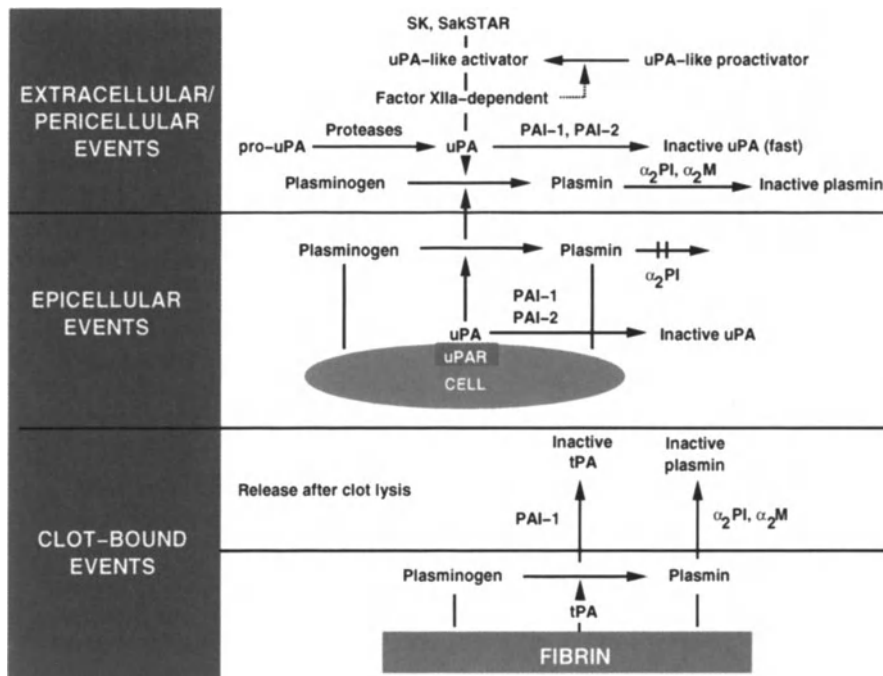 EXTRACELLULAR/
PERICELLULAR
EVENTS
SK, SakSTAR
uPA-like activator
uPA-like proactivator
Factor XIIa-dependent
pro-uPA
Proteases
uPA
PAI-1, PAI-2
Inactive uPA (fast)
Plasminogen
Plasmin
α2PI, α2M
Inactive plasmin
EPICELLULAR
EVENTS
Plasminogen
Plasmin
α2PI
PAI-1
PAI-2
uPA
Inactive uPA
uPAR
CELL
CLOT-BOUND
EVENTS
Inactive
tPA
Inactive
plasmin
Release after clot lysis
PAI-1
α2PI, α2M
Plasminogen
Plasmin
tPA
FIBRIN